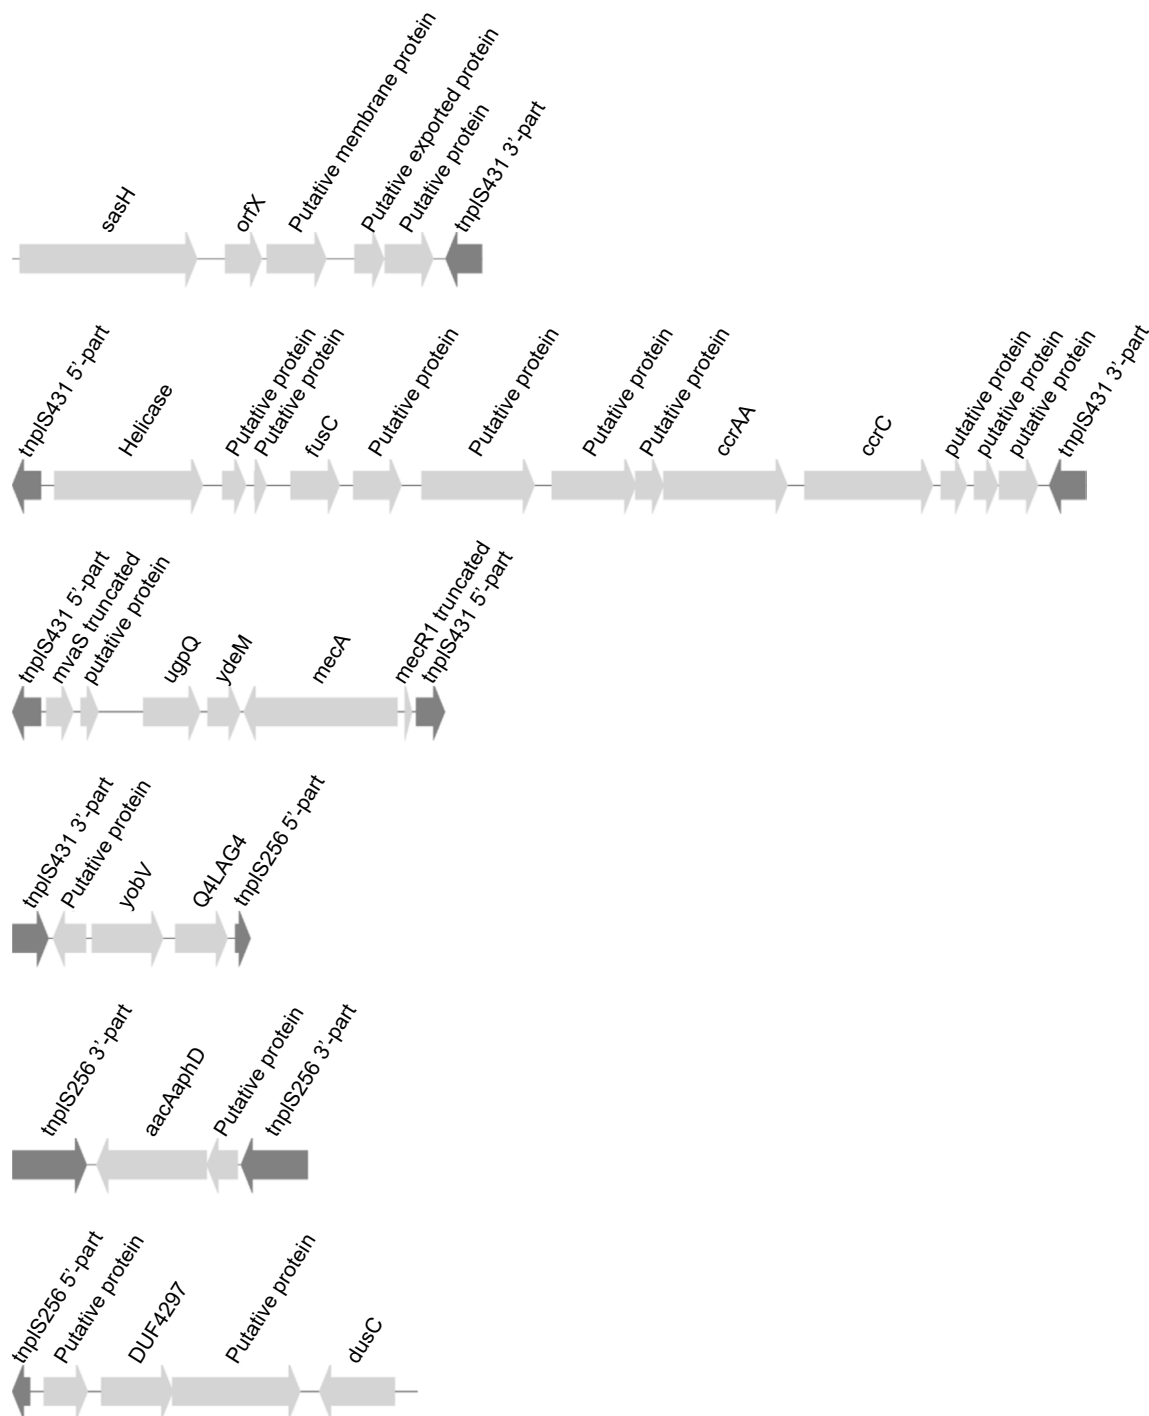 sasH
orfX
Putative membrane protein
Putative exported protein
Putative protein
tnpIS431 3’-part
tnpIS431 5’-part
Helicase
Putative protein
Putative protein
fusC
Putative protein
Putative protein
Putative protein
Putative protein
ccrAA
ccrC
putative protein
putative protein
putative protein
tnpIS431 3’-part
tnpIS431 5’-part
mvaS truncated
putative protein
ugpQ
ydeM
mecA
mecR1 truncated
tnpIS431 5’-part
tnpIS431 3’-part
Putative protein
yobV
Q4LAG4
tnpIS256 5’-part
tnpIS256 3’-part
aacAaphD
Putative protein
tnpIS256 3’-part
tnpIS256 5’-part
Putative protein
DUF4297
Putative protein
dusC